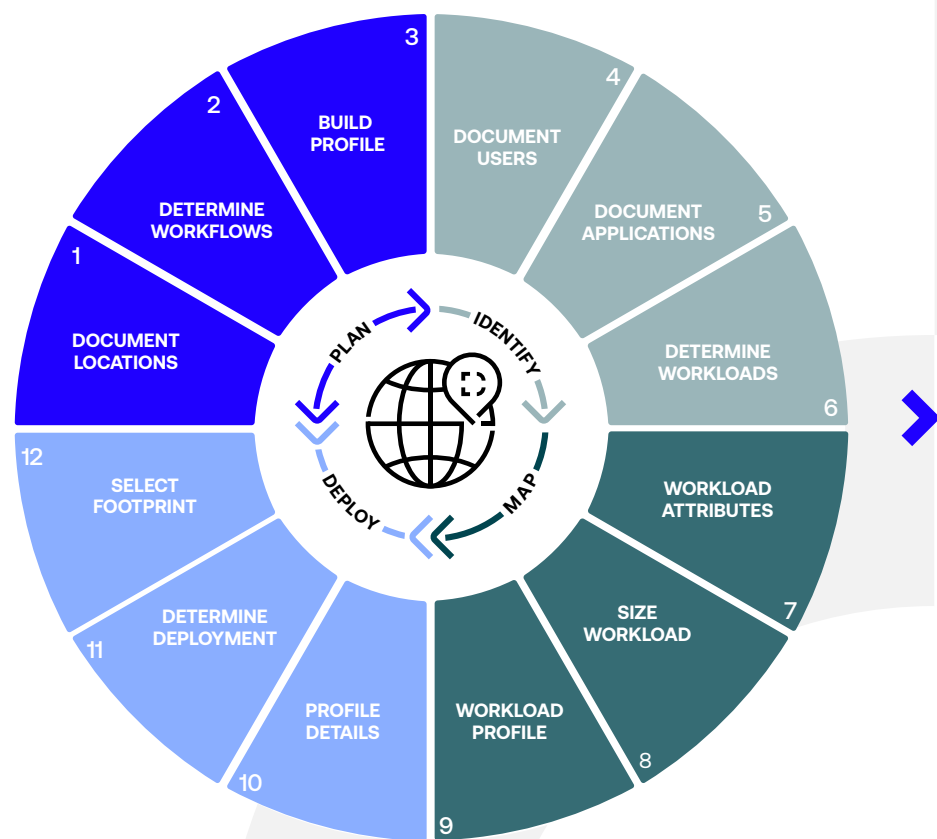 1
DOCUMENT
LOCATIONS
2
DETERMINE
WORKFLOWS
3
BUILD
PROFILE
4
DOCUMENT
USERS
5
DOCUMENT
APPLICATIONS
6
DETERMINE
WORKLOADS
7
WORKLOAD
ATTRIBUTES
8
SIZE
WORKLOAD
9
WORKLOAD
PROFILE
10
PROFILE
DETAILS
11
DETERMINE
DEPLOYMENT
12
SELECT
FOOTPRINT
PLAN
IDENTIFY
MAP
DEPLOY